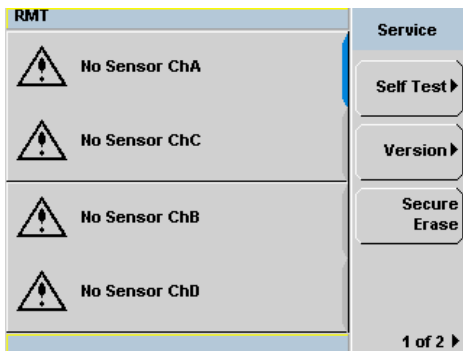 RMT
No Sensor ChA
No Sensor ChC
No Sensor ChB
No Sensor ChD
Service
Self Test
Version
Secure
Erase
1 of 2